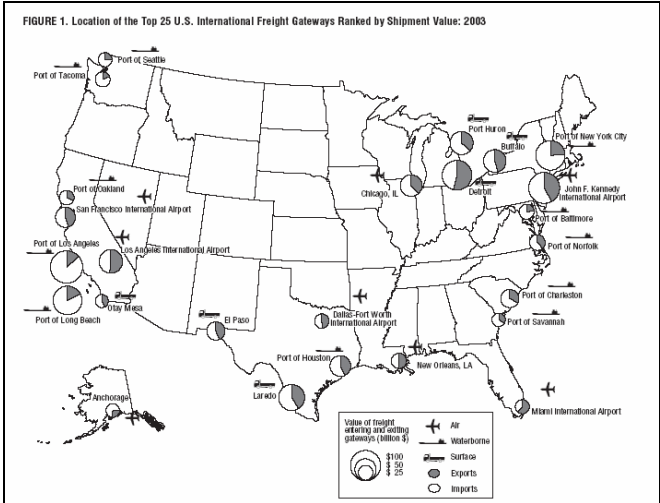 FIGURE 1. Location of the Top 25 U.S. International Freight Gateways Ranked by Shipment Value: 2003
Port of Seattle
Port of Tacoma
Port Huron
Port of New York City
Buffalo
Detroit
Chicago, IL
John F. Kennedy
International Airport
Port of Baltimore
Port of Norfolk
Port of Oakland
San Francisco International Airport
Port of Los Angeles
Los Angeles International Airport
Port of Long Beach
Otay Mesa
El Paso
Dallas-Fort Worth
International Airport
Port of Charleston
Port of Savannah
Port of Houston
New Orleans, LA
Laredo
Miami International Airport
Anchorage
Value of freight
entering and exiting
gateways (billion $)
$100
$ 50
$ 25
Air
Waterborne
Surface
Exports
Imports